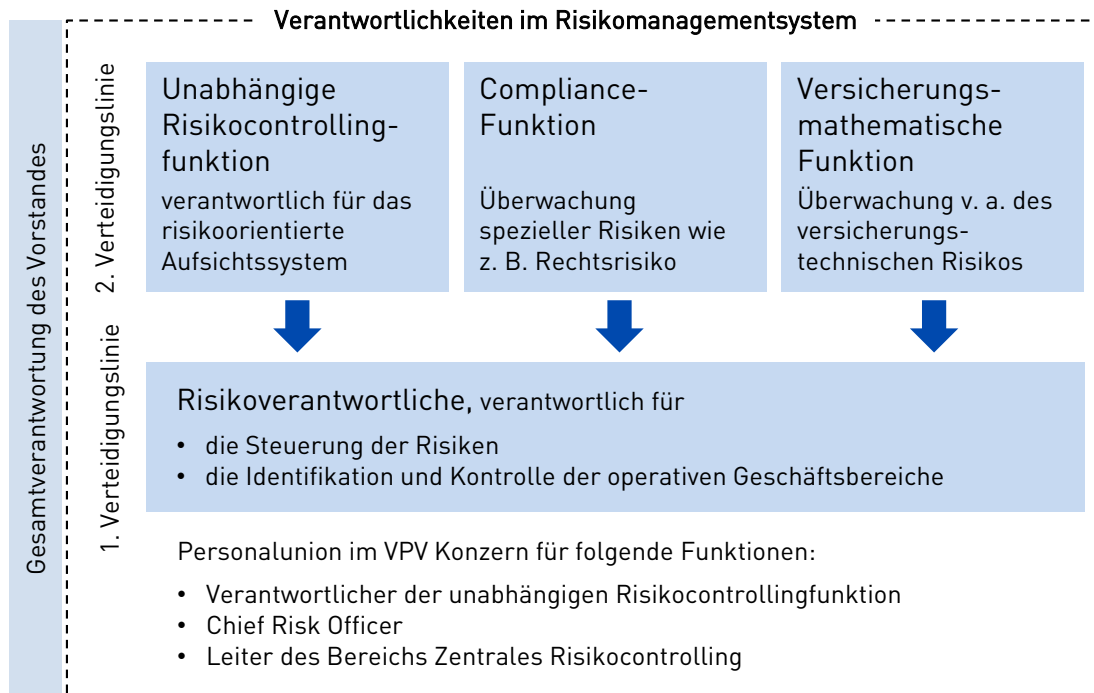 Verantwortlichkeiten im Risikomanagementsystem
Gesamtverantwortung des Vorstandes
2. Verteidigungslinie
Unabhängige
Risikocontrolling-
funktion
verantwortlich für das
risikoorientierte
Aufsichtssystem
Compliance-
Funktion
Überwachung
spezieller Risiken wie
z. B. Rechtsrisiko
Versicherungs-
mathematische
Funktion
Überwachung v. a. des
versicherungs-
technischen Risikos
1. Verteidigungslinie
Risikoverantwortliche, verantwortlich für
• die Steuerung der Risiken
• die Identifikation und Kontrolle der operativen Geschäftsbereiche
Personalunion im VPV Konzern für folgende Funktionen:
• Verantwortlicher der unabhängigen Risikocontrollingfunktion
• Chief Risk Officer
• Leiter des Bereichs Zentrales Risikocontrolling